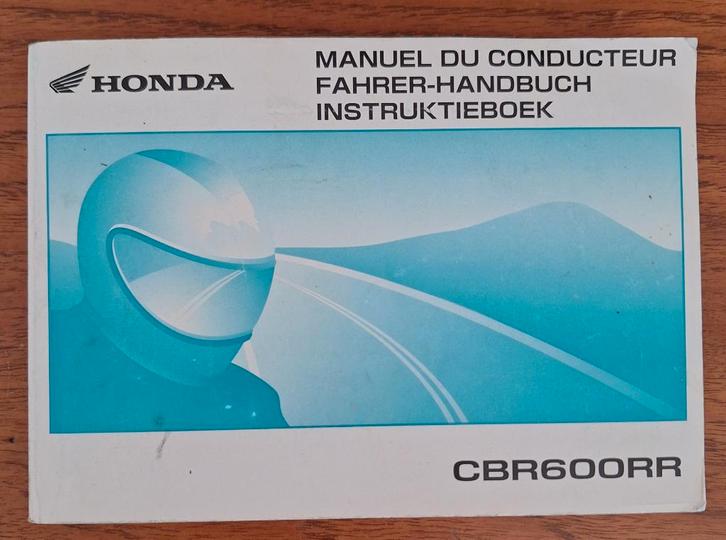 HONDA
MANUEL DU CONDUCTEUR
FAHRER-HANDBUCH
INSTRUKTIEBOEK
CBR600RR